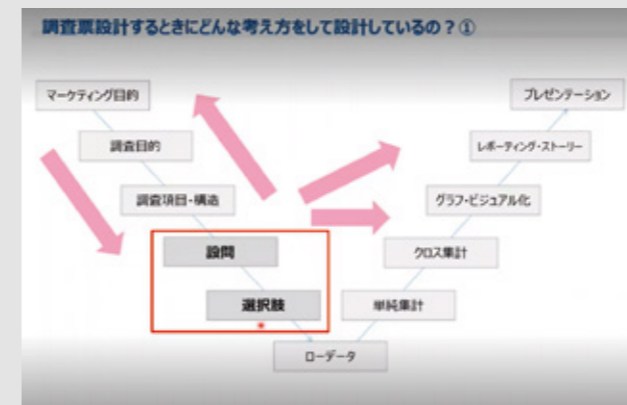 調査票設計するときにどんな考え方をして設計しているの？①
マーケティング目的
調査目的
調査項目・構造
設問
選択肢
ローデータ
単純集計
クロス集計
グラフ・ビジュアル化
レポーティング・ストーリー
プレゼンテーション